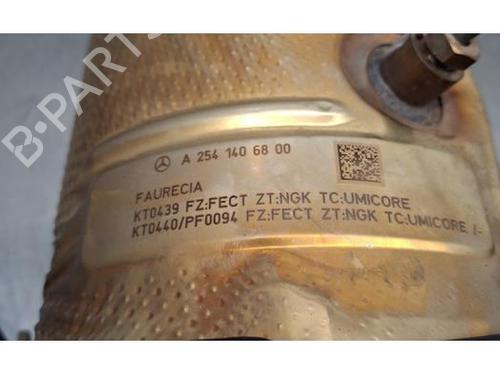 B-PARTS
A 254 140 68 00
FAURECIA
KT0439 FZ:FECT ZT:NGK TC:UMICORE
KT0440/PF0094 FZ:FECT ZT:NGK TC:UMICORE /-